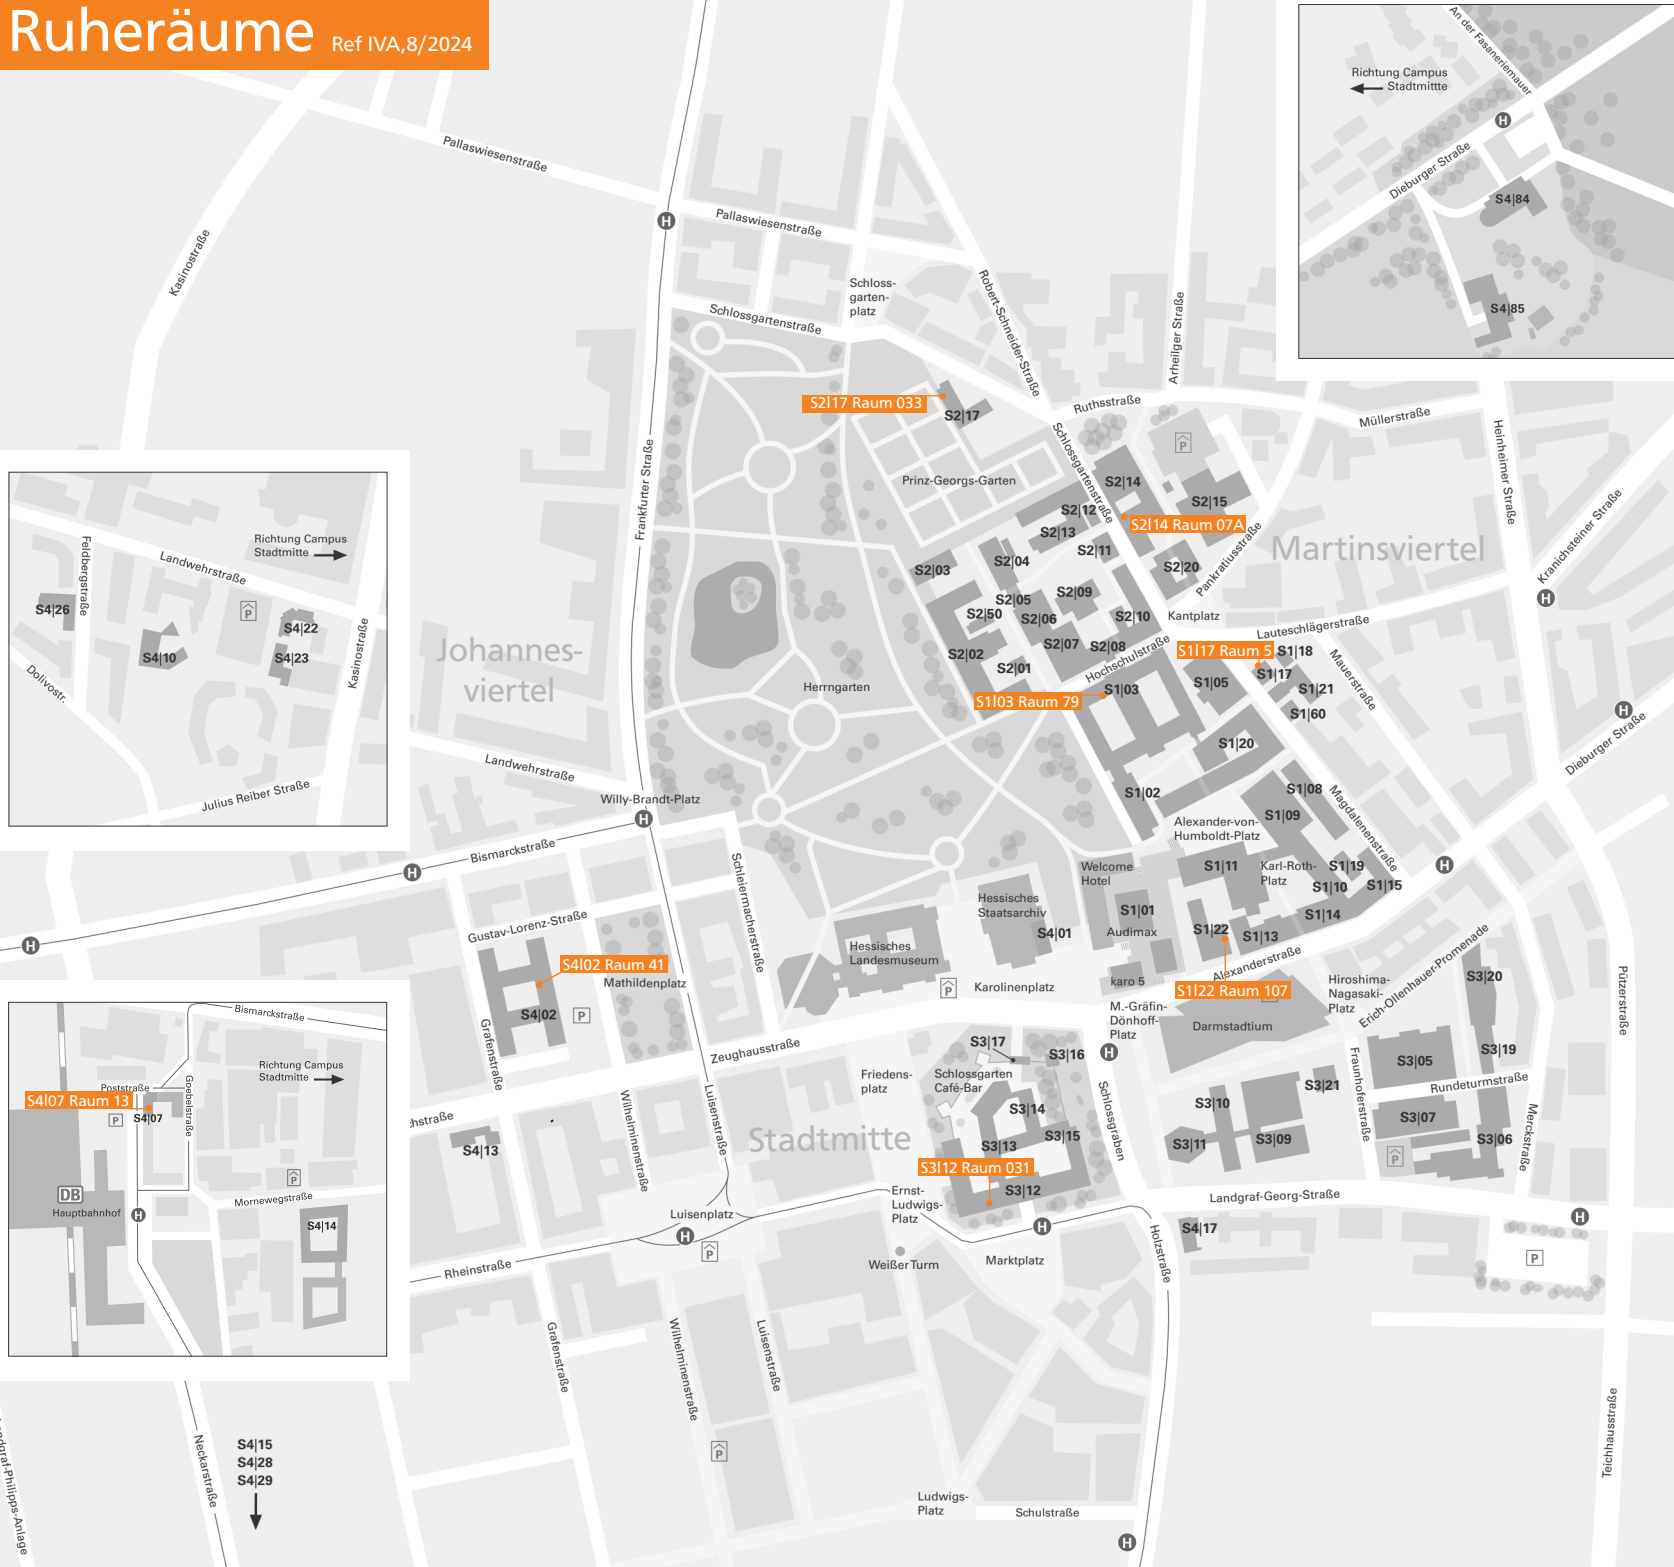 Ruheräume Ref IVA,8/2024
An der Fasaneriemauer
Richtung Campus
Stadtmittte
H
Dieburger Straße
S4|84
S4|85
Pallaswiesenstraße
Kasinostraße
H
Pallaswiesenstraße
Schloss-
garten-
platz
Schlossgartenstraße
Robert-Schneider-Straße
Arheilger Straße
Ruthsstraße
Müllerstraße
Heinheimer Straße
Kranichsteiner Straße
H
S2|17 Raum 033
S2|17
Prinz-Georgs-Garten
Schlossgartenstraße
P
S2|14
S2|15
S2|12
S2|14 Raum 07A
S2|13
S2|11
S2|04
S2|03
S2|20
Pankratiusstraße
Martinsviertel
S2|05
S2|09
S2|50
S2|06
S2|10
Kantplatz
S2|07
S2|08
S2|02
S2|01
Hochschulstraße
Lauteschlägerstraße
Mauerstraße
S1|17 Raum 5
S1|18
S1|17
S1|03
S1|05
S1|21
S1|03 Raum 79
S1|60
H
Dieburger Straße
Frankfurter Straße
Johannes-
viertel
Herrngarten
Landwehrstraße
Willy-Brandt-Platz
H
S1|20
S1|02
S1|08
S1|09
Magdalenenstraße
Alexander-von-
Humboldt-Platz
Feldbergstraße
Richtung Campus
Stadtmitte
Landwehrstraße
S4|26
P
S4|22
S4|10
S4|23
Kasinostraße
Dolivostr.
Julius Reiber Straße
Bismarckstraße
H
H
Schleiermacherstraße
Gustav-Lorenz-Straße
S4|02 Raum 41
Mathildenplatz
S4|02
P
Grafenstraße
Welcome
Hotel
S1|11
Karl-Roth-
Platz
S1|19
S1|10
S1|15
H
S1|14
Hessisches
Staatsarchiv
S4|01
S1|01
Audimax
S1|22
S1|13
Hessisches
Landesmuseum
karo 5
Alexanderstraße
S1|22 Raum 107
P
Karolinenplatz
M.-Gräfin-
Dönhoff-
Platz
Darmstadtium
Hiroshima-
Nagasaki-
Platz
Erich-Ollenhauer-Promenade
S3|20
Pützerstraße
Zeughausstraße
S3|17
S3|16
H
Friedens-
platz
Schlossgarten
Café-Bar
S3|14
S3|13
S3|15
S3|12 Raum 031
S3|12
Schlossgraben
S3|05
S3|19
S3|21
Rundeturmstraße
S3|10
Fraunhoferstraße
S3|07
S3|11
S3|09
S3|06
P
Merckstraße
Bismarckstraße
Richtung Campus
Stadtmitte
Poststraße
Goebelstraße
S4|07 Raum 13
P
S4|07
P
DB
Hauptbahnhof
H
Mornewegstraße
S4|14
chstraße
S4|13
Wilhelminenstraße
Luisenstraße
Stadtmitte
Luisenplatz
H
P
Ernst-
Ludwigs-
Platz
Weißer Turm
H
Marktplatz
Landgraf-Georg-Straße
S4|17
Holzstraße
H
P
Rheinstraße
Grafenstraße
Wilhelminenstraße
Luisenstraße
P
Teichhausstraße
Neckarstraße
S4|15
S4|28
S4|29
andgraf-Philipps-Anlage
Ludwigs-
Platz
Schulstraße
H